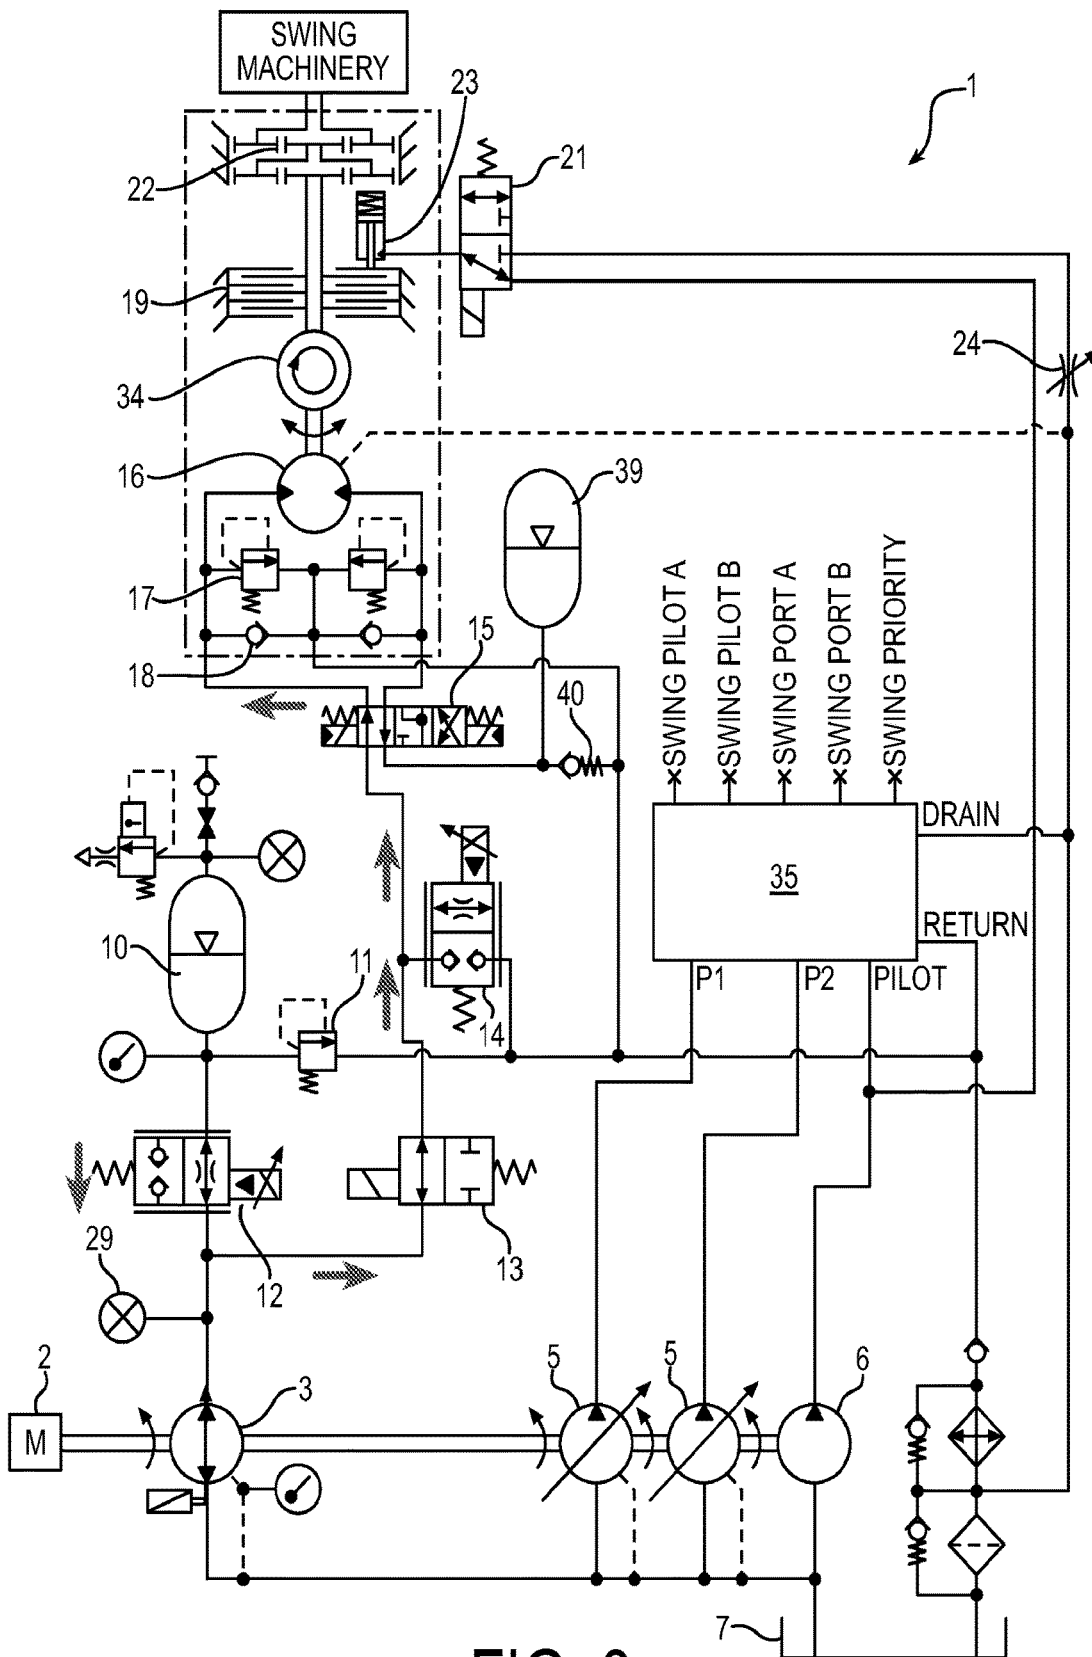 SWING
MACHINERY
23
1
21
22
19
24
34
16
39
17
SWING PILOT A
SWING PILOT B
SWING PORT A
SWING PORT B
SWING PRIORITY
15
18
40
DRAIN
35
10
RETURN
11
P1
P2
PILOT
14
29
12
13
2
3
5
5
6
M
7